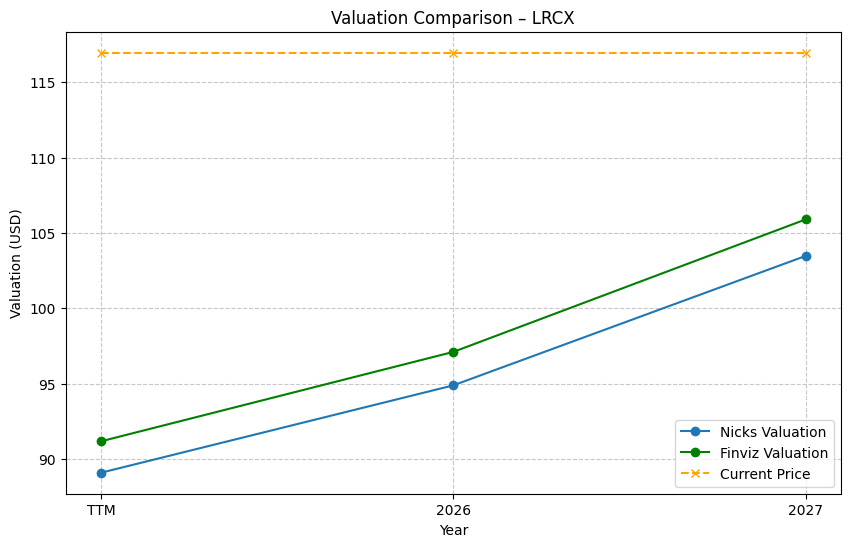 Valuation Comparison – LRCX
Valuation (USD)
115
110
105
100
95
90
TTM
2026
2027
Year
Nicks Valuation
Finviz Valuation
Current Price